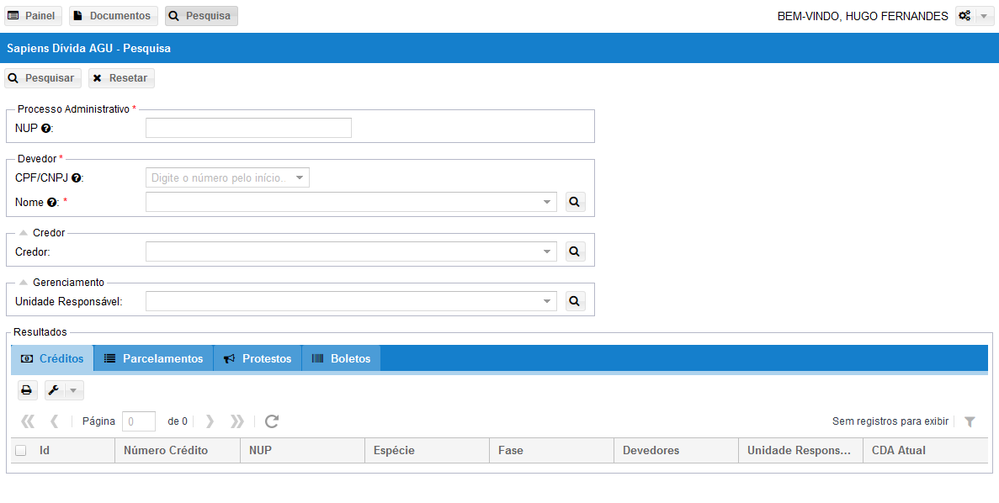 Painel Documentos Pesquisa BEM-VINDO, HUGO FERNANDES
Sapiens Dívida AGU - Pesquisa
Pesquisar Resetar
Processo Administrativo *
NUP ?:
Devedor *
CPF/CNPJ ?: Digite o número pelo início..
Nome ?: *
Credor
Credor:
Gerenciamento
Unidade Responsável:
Resultados
Créditos Parcelamentos Protestos Boletos
Página 0 de 0 Sem registros para exibir
Id Número Crédito NUP Espécie Fase Devedores Unidade Respons... CDA Atual